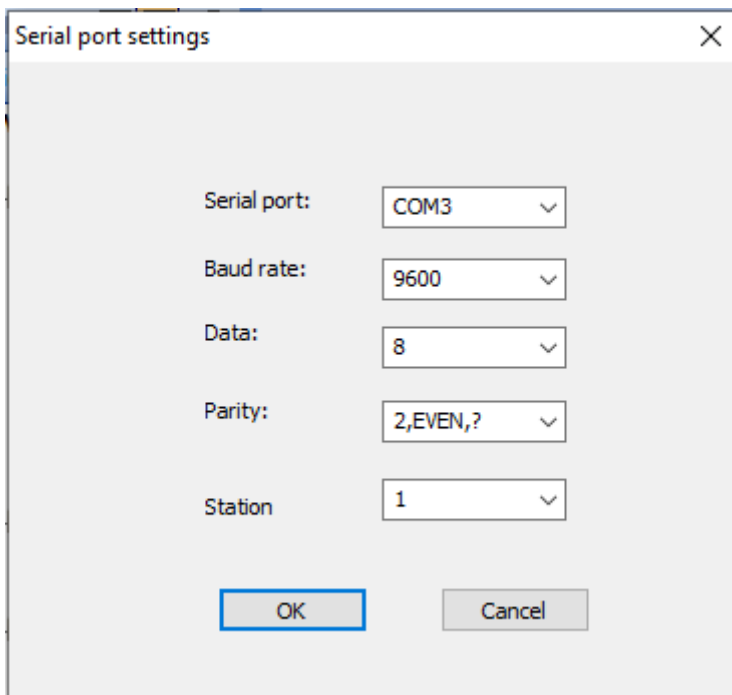 Serial port settings
Serial port: COM3
Baud rate: 9600
Data: 8
Parity: 2,EVEN,?
Station 1
OK Cancel